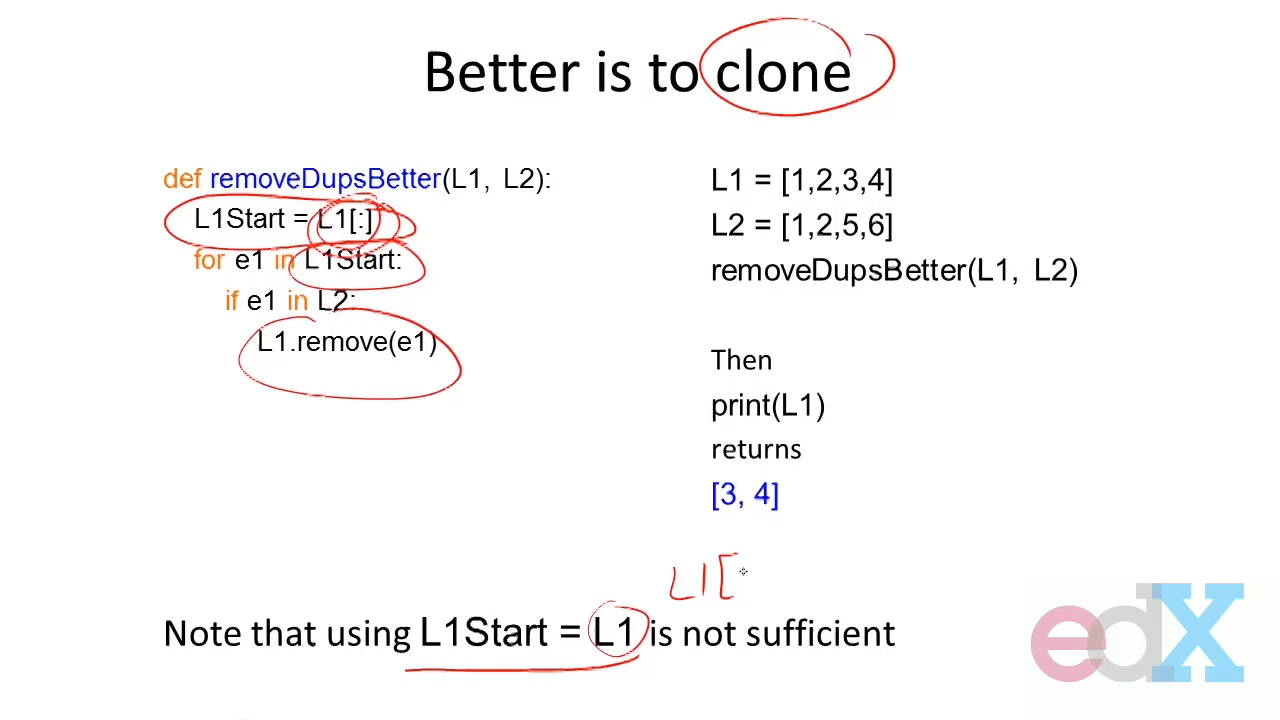 Better is to clone
def removeDupsBetter(L1, L2):
L1Start = L1[:]
for e1 in L1Start:
if e1 in L2:
L1.remove(e1)
L1 = [1,2,3,4]
L2 = [1,2,5,6]
removeDupsBetter(L1, L2)
Then
print(L1)
returns
[3, 4]
L1[
Note that using L1Start = L1 is not sufficient
edX